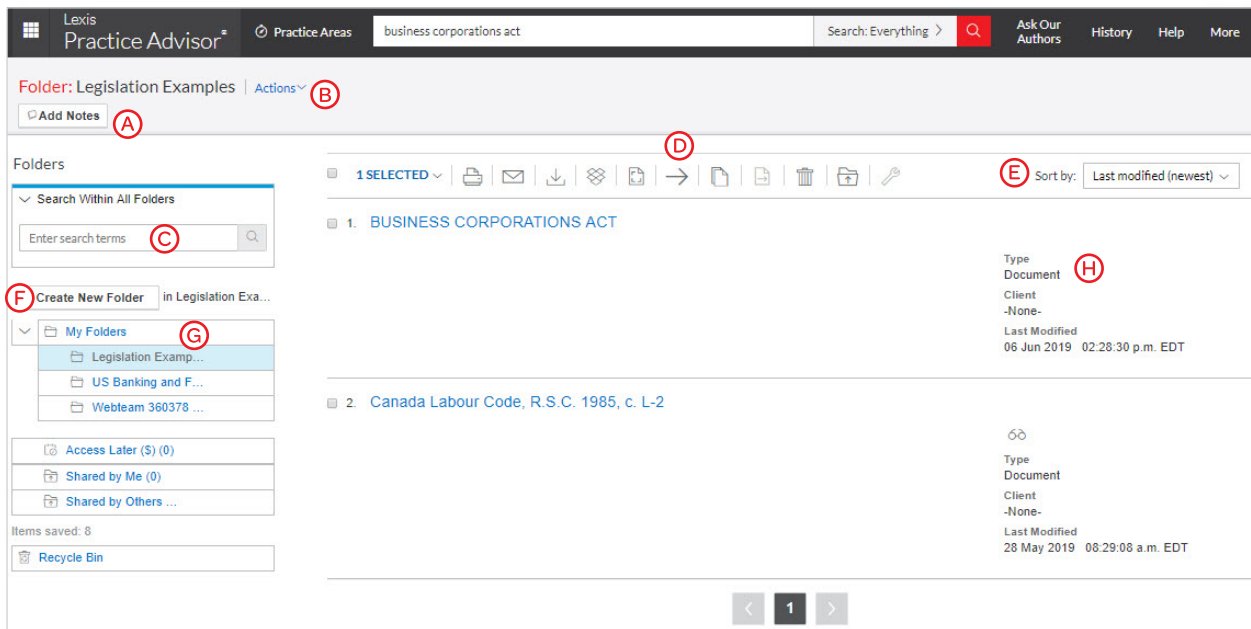 Lexis
Practice Advisor®
Practice Areas
business corporations act
Search: Everything >
Ask Our
Authors
History
Help
More
Folder: Legislation Examples
Actions
B
Add Notes
A
Folders
D
1 SELECTED
E
Sort by:
Last modified (newest)
Search Within All Folders
Enter search terms
C
F
Create New Folder
in Legislation Exa...
My Folders
G
Legislation Examp...
US Banking and F...
Webteam 360378 ...
Access Later ($) (0)
Shared by Me (0)
Shared by Others ...
Items saved: 8
Recycle Bin
1. BUSINESS CORPORATIONS ACT
Type
Document
H
Client
-None-
Last Modified
06 Jun 2019 02:28:30 p.m. EDT
2. Canada Labour Code, R.S.C. 1985, c. L-2
Type
Document
Client
-None-
Last Modified
28 May 2019 08:29:08 a.m. EDT
< 1 >